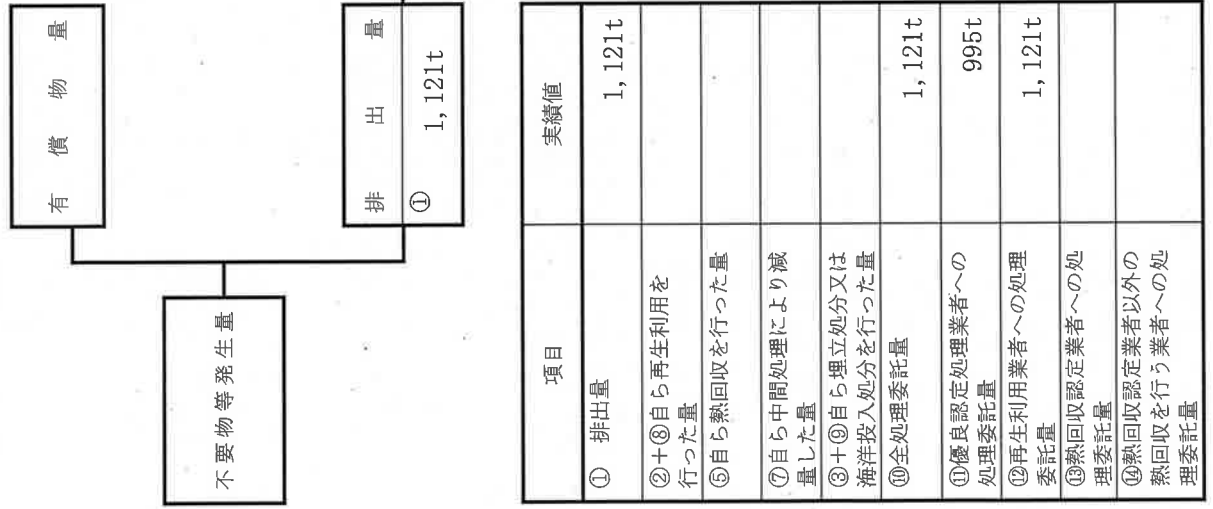 有償物量
不要物等発生量
排出量
① 1,121t
項目 実績値
① 排出量 1,121t
②+⑧自ら再生利用を
行った量
⑤自ら熱回収を行った量
⑦自ら中間処理により減
量した量
③+⑨自ら埋立処分又は
海洋投入処分を行った量
⑩全処理委託量 1,121t
⑪優良認定処理業者への
処理委託量 995t
⑫再生利用業者への処理
委託量 1,121t
⑬熱回収認定業者への処
理委託量
⑭熱回収認定業者以外の
熱回収を行う業者への処
理委託量